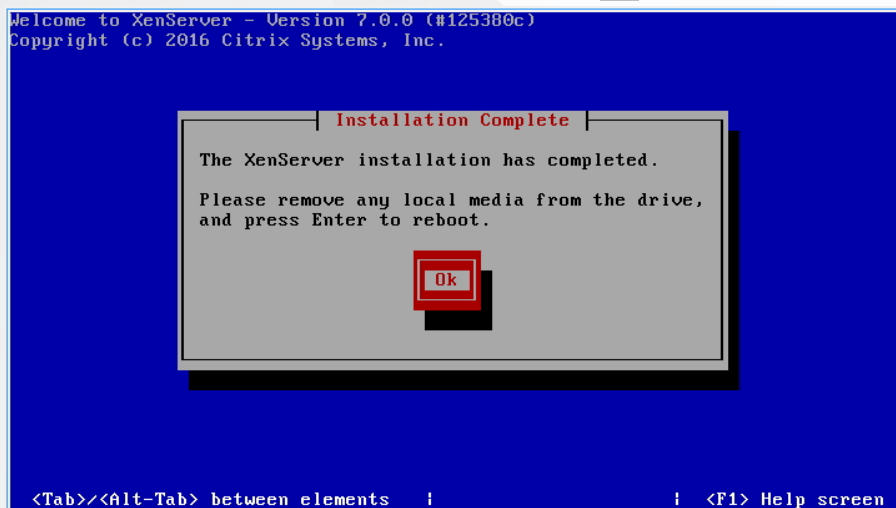 Welcome to XenServer - Version 7.0.0 (#125380c)
Copyright (c) 2016 Citrix Systems, Inc.
Installation Complete
The XenServer installation has completed.
Please remove any local media from the drive,
and press Enter to reboot.
Ok
<Tab>/<Alt-Tab> between elements | | <F1> Help screen